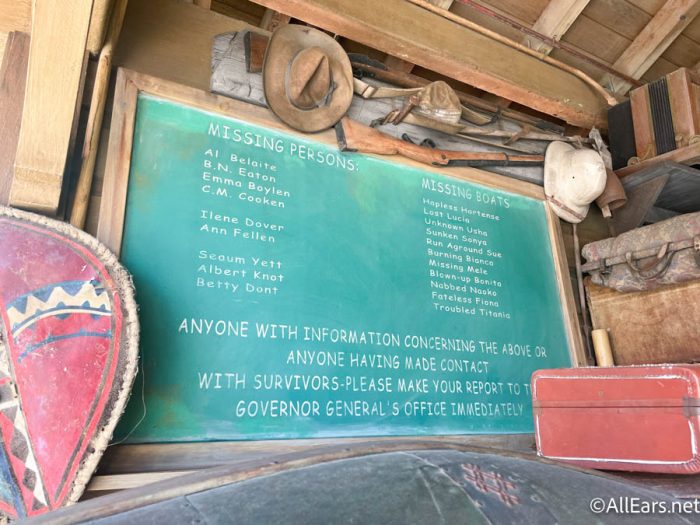 MISSING PERSONS:
Al Belaite
B.N. Eaton
Emma Boylen
C.M. Cooken
Ilene Dover
Ann Fellen
Seaum Yett
Albert Knot
Betty Dont
MISSING BOATS
Hapless Hortense
Lost Lucia
Unknown Usha
Sunken Sonya
Run Aground Sue
Burning Bianca
Missing Mele
Blown-up Bonita
Nabbed Naoko
Fateless Fiona
Troubled Titania
ANYONE WITH INFORMATION CONCERNING THE ABOVE OR
ANYONE HAVING MADE CONTACT
WITH SURVIVORS-PLEASE MAKE YOUR REPORT TO
GOVERNOR GENERAL'S OFFICE IMMEDIATELY
©AllEars.net